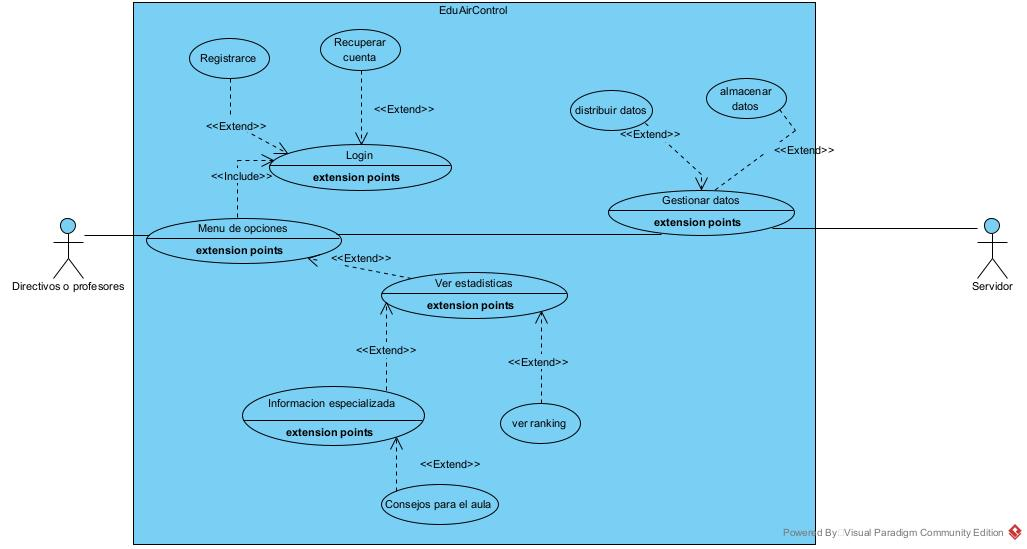 EduAirControl
Registrarce
Recuperar
cuenta
<<Extend>>
<<Extend>>
Login
extension points
<<Include>>
distribuir datos
almacenar
datos
<<Extend>>
<<Extend>>
Gestionar datos
extension points
Menu de opciones
extension points
Directivos o profesores
Servidor
<<Extend>>
Ver estadisticas
extension points
<<Extend>>
<<Extend>>
Informacion especializada
extension points
ver ranking
<<Extend>>
Consejos para el aula
Powered By Visual Paradigm Community Edition